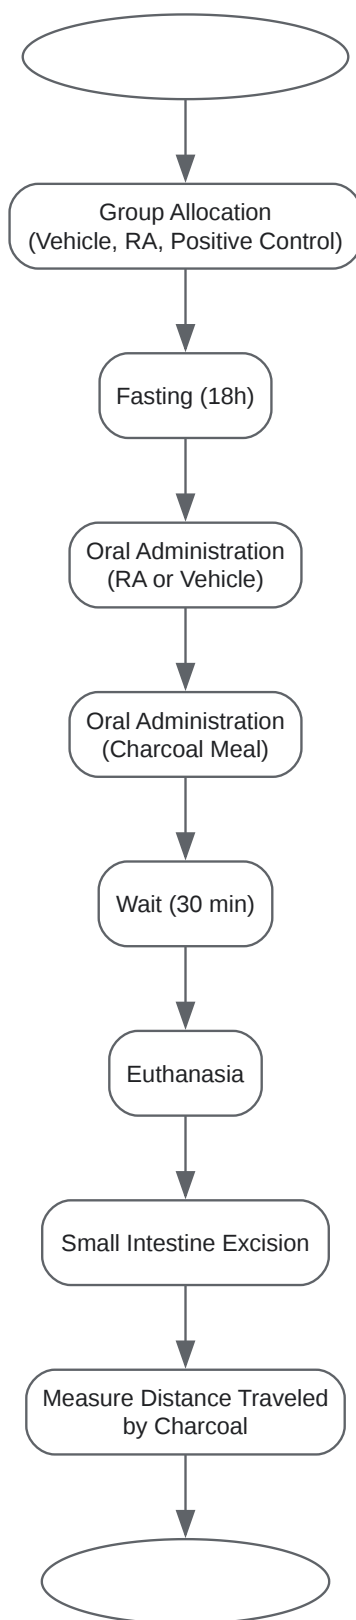 Group Allocation
(Vehicle, RA, Positive Control)
Fasting (18h)
Oral Administration
(RA or Vehicle)
Oral Administration
(Charcoal Meal)
Wait (30 min)
Euthanasia
Small Intestine Excision
Measure Distance Traveled
by Charcoal